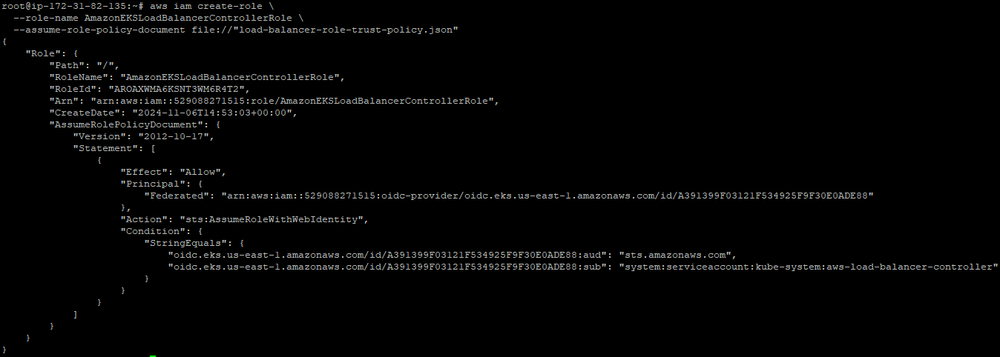 root@ip-172-31-82-135:~# aws iam create-role \
  --role-name AmazonEKSLoadBalancerControllerRole \
  --assume-role-policy-document file://"load-balancer-role-trust-policy.json"
{
    "Role": {
        "Path": "/",
        "RoleName": "AmazonEKSLoadBalancerControllerRole",
        "RoleId": "AROAXWMA6KSNT3WM6R4T2",
        "Arn": "arn:aws:iam::529088271515:role/AmazonEKSLoadBalancerControllerRole",
        "CreateDate": "2024-11-06T14:53:03+00:00",
        "AssumeRolePolicyDocument": {
            "Version": "2012-10-17",
            "Statement": [
                {
                    "Effect": "Allow",
                    "Principal": {
                        "Federated": "arn:aws:iam::529088271515:oidc-provider/oidc.eks.us-east-1.amazonaws.com/id/A391399F03121F534925F9F30E0ADE88"
                    },
                    "Action": "sts:AssumeRoleWithWebIdentity",
                    "Condition": {
                        "StringEquals": {
                            "oidc.eks.us-east-1.amazonaws.com/id/A391399F03121F534925F9F30E0ADE88:aud": "sts.amazonaws.com",
                            "oidc.eks.us-east-1.amazonaws.com/id/A391399F03121F534925F9F30E0ADE88:sub": "system:serviceaccount:kube-system:aws-load-balancer-controller"
                        }
                    }
                }
            ]
        }
    }
}